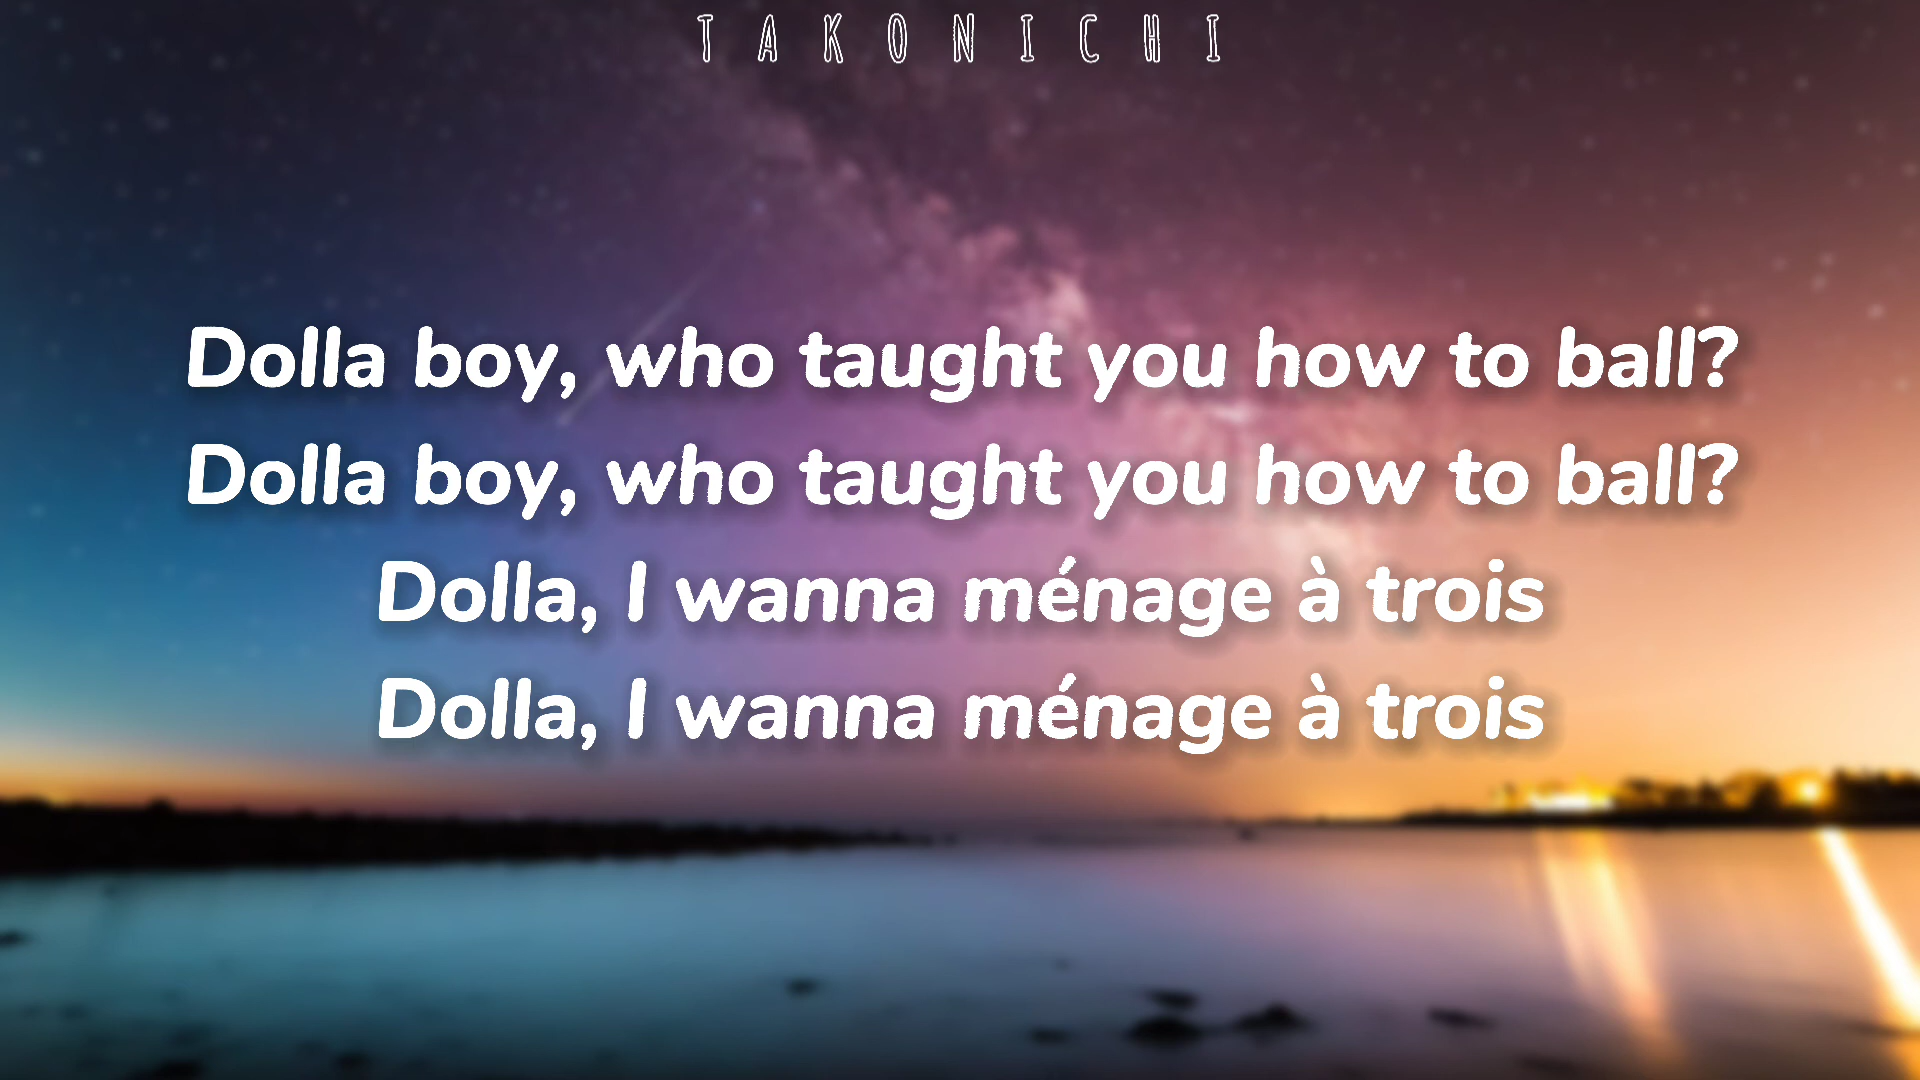 TAKONICHI
Dolla boy, who taught you how to ball?
Dolla boy, who taught you how to ball?
Dolla, I wanna ménage à trois
Dolla, I wanna ménage à trois